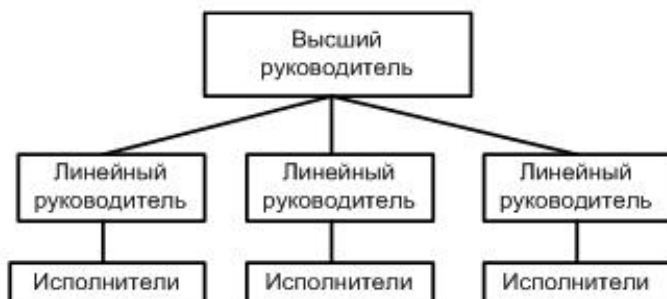 Высший
руководитель
Линейный
руководитель
Линейный
руководитель
Линейный
руководитель
Исполнители
Исполнители
Исполнители